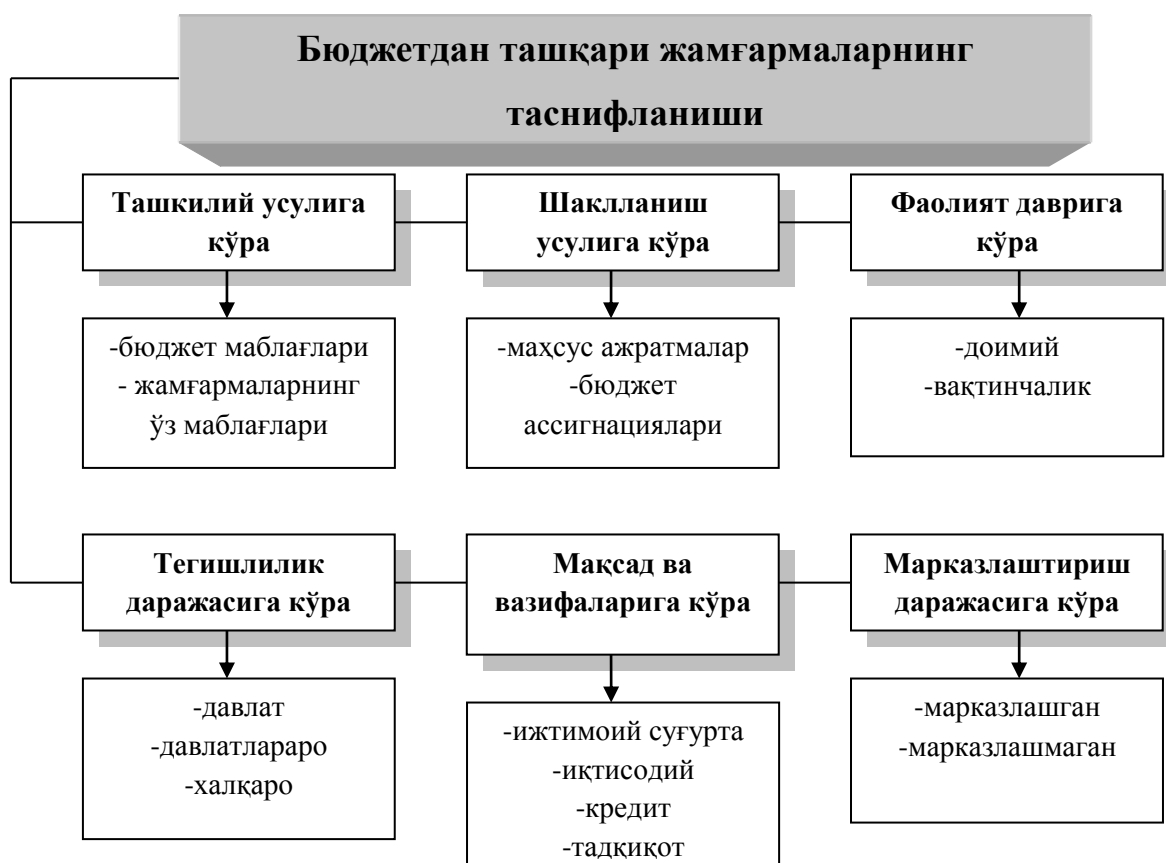 Бюджетдан ташқари жамғармаларнинг
таснифланиши
Ташкилий усулига
кўра
Шаклланиш
усулига кўра
Фаолият даврига
кўра
-бюджет маблағлари
- жамғармаларнинг
ўз маблағлари
-маҳсус ажратмалар
-бюджет
ассигнациялари
-доимий
-вақтинчалик
Тегишлилик
даражасига кўра
Мақсад ва
вазифаларига кўра
Марказлаштириш
даражасига кўра
-давлат
-давлатлараро
-халқаро
-ижтимоий суғурта
-иқтисодий
-кредит
-тадқиқот
-марказлашган
-марказлашмаган